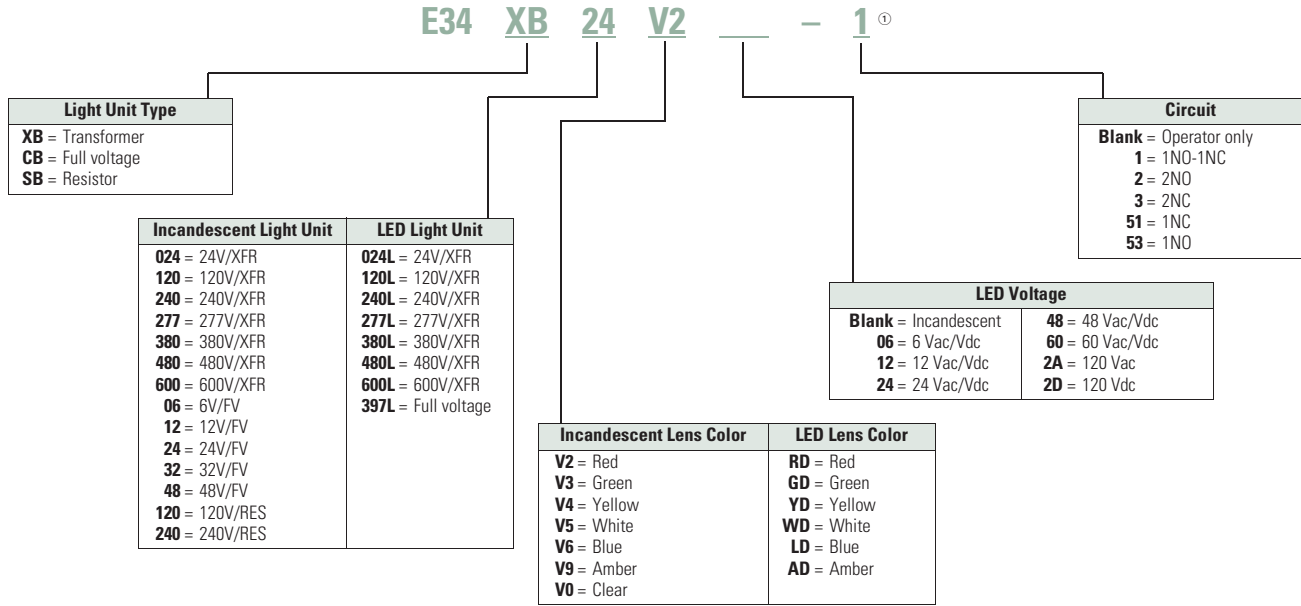 E34 XB 24 V2 ___ – 1 ①
Light Unit Type
XB = Transformer
CB = Full voltage
SB = Resistor
Circuit
Blank = Operator only
1 = 1NO-1NC
2 = 2NO
3 = 2NC
51 = 1NC
53 = 1NO
Incandescent Light Unit
024 = 24V/XFR
120 = 120V/XFR
240 = 240V/XFR
277 = 277V/XFR
380 = 380V/XFR
480 = 480V/XFR
600 = 600V/XFR
06 = 6V/FV
12 = 12V/FV
24 = 24V/FV
32 = 32V/FV
48 = 48V/FV
120 = 120V/RES
240 = 240V/RES
LED Light Unit
024L = 24V/XFR
120L = 120V/XFR
240L = 240V/XFR
277L = 277V/XFR
380L = 380V/XFR
480L = 480V/XFR
600L = 600V/XFR
397L = Full voltage
LED Voltage
Blank = Incandescent
06 = 6 Vac/Vdc
12 = 12 Vac/Vdc
24 = 24 Vac/Vdc
48 = 48 Vac/Vdc
60 = 60 Vac/Vdc
2A = 120 Vac
2D = 120 Vdc
Incandescent Lens Color
V2 = Red
V3 = Green
V4 = Yellow
V5 = White
V6 = Blue
V9 = Amber
V0 = Clear
LED Lens Color
RD = Red
GD = Green
YD = Yellow
WD = White
LD = Blue
AD = Amber